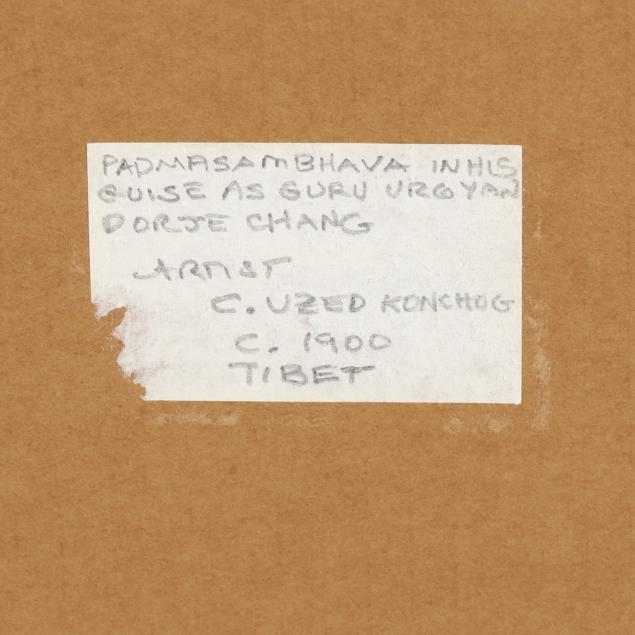 PADMASAMBHAVA IN HIS
GUISE AS GURU URGYAN
DORJE CHANG
ARTIST
C. UZED KONCHOG
C. 1900
TIBET